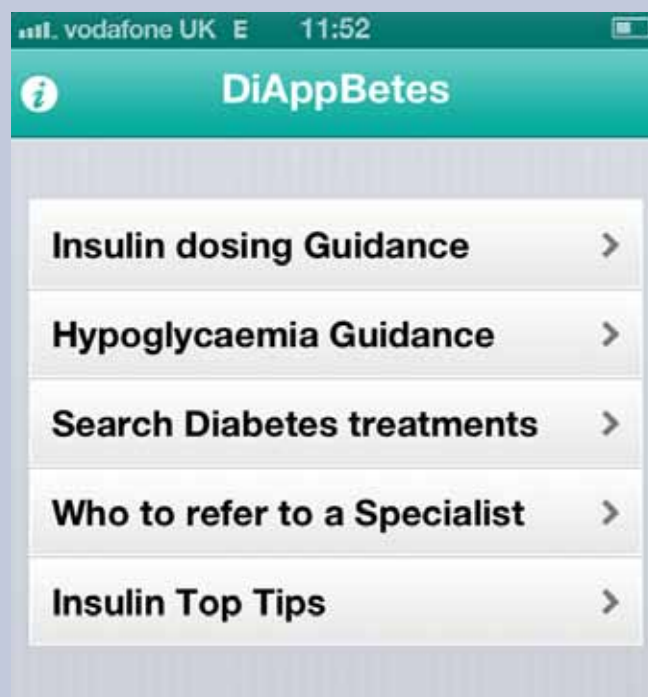 vodafone UK E 11:52
i DiAppBetes
Insulin dosing Guidance
Hypoglycaemia Guidance
Search Diabetes treatments
Who to refer to a Specialist
Insulin Top Tips